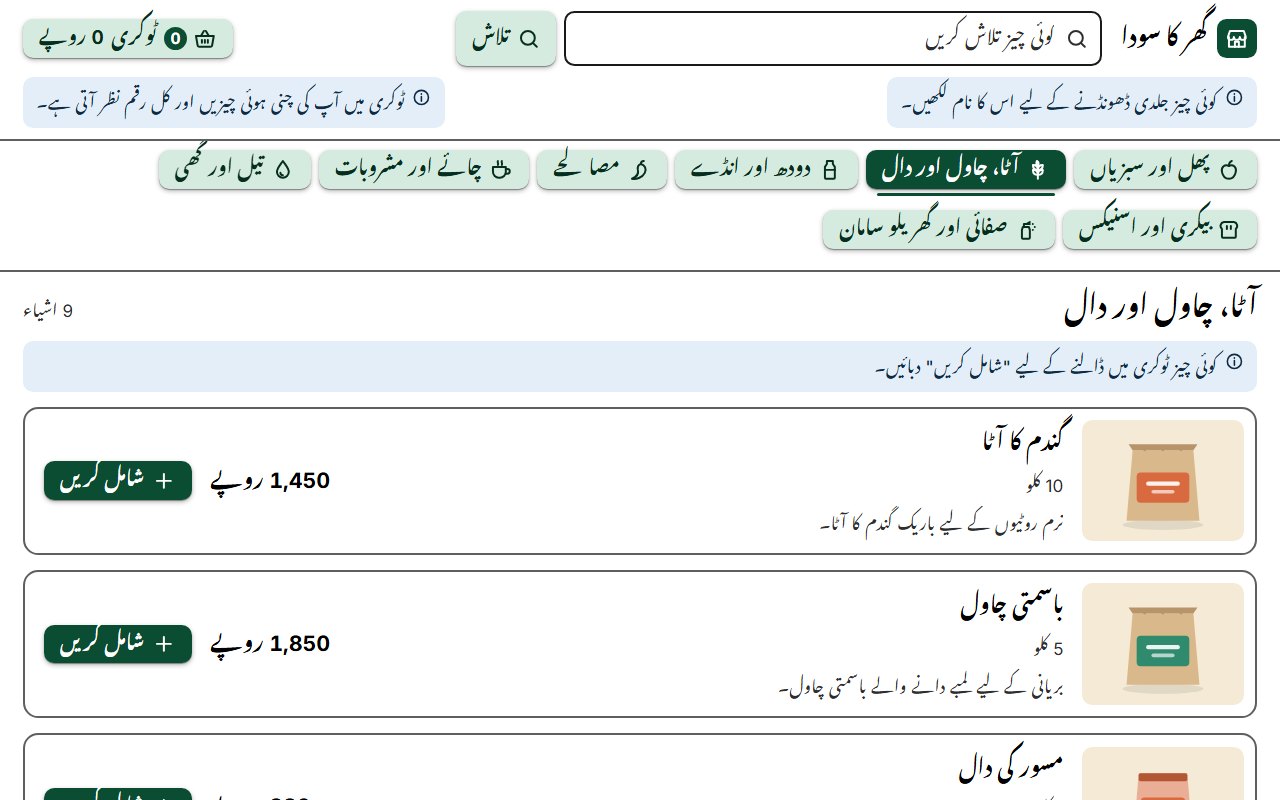 گھر کا سودا
کوئی چیز تلاش کریں
تلاش
0 ٹوکری 0 روپے
کوئی چیز جلدی ڈھونڈنے کے لیے اس کا نام لکھیں۔
ٹوکری میں آپ کی چنی ہوئی چیزیں اور کل رقم نظر آتی ہے۔
پھل اور سبزیاں
آٹا، چاول اور دال
دودھ اور انڈے
مصالحے
چائے اور مشروبات
تیل اور گھی
بیکری اور اسنیکس
صفائی اور گھریلو سامان
آٹا، چاول اور دال
9 اشیاء
کوئی چیز ٹوکری میں ڈالنے کے لیے "شامل کریں" دبائیں۔
گندم کا آٹا
10 کلو
نرم روٹیوں کے لیے باریک گندم کا آٹا۔
1,450 روپے
شامل کریں
باسمتی چاول
5 کلو
بریانی کے لیے لمبے دانے والے باسمتی چاول۔
1,850 روپے
شامل کریں
مسور کی دال